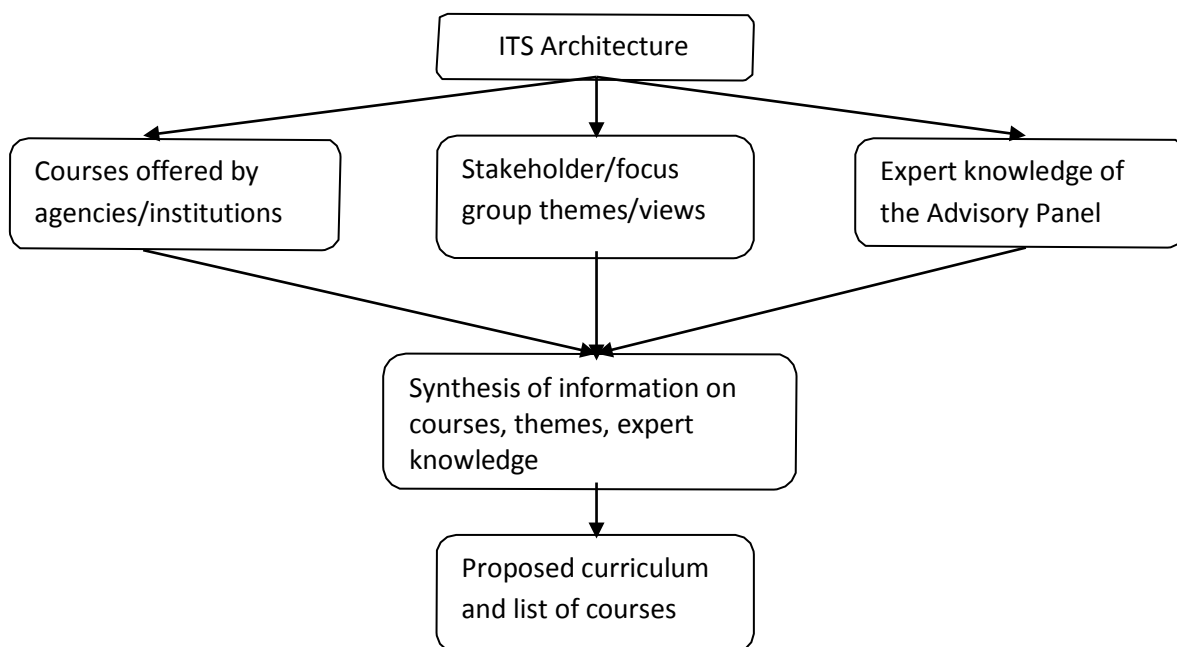 ITS Architecture
Courses offered by
agencies/institutions
Stakeholder/focus
group themes/views
Expert knowledge of
the Advisory Panel
Synthesis of information on
courses, themes, expert
knowledge
Proposed curriculum
and list of courses